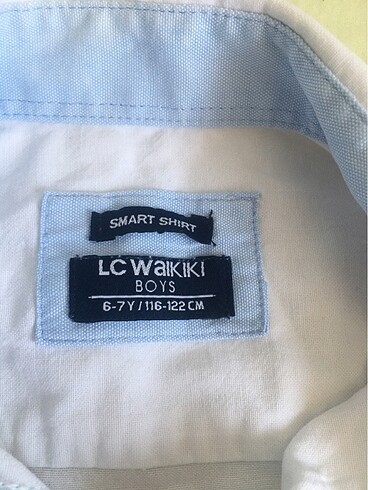 SMART SHIRT
LC WaiKiKi
BOYS
6-7 Y / 116-122 CM